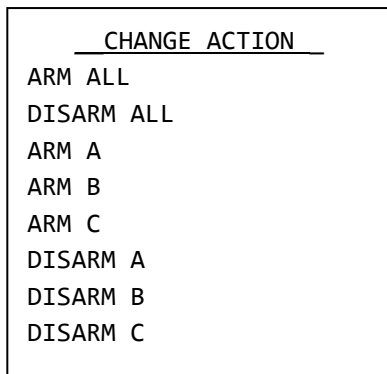 CHANGE ACTION
ARM ALL
DISARM ALL
ARM A
ARM B
ARM C
DISARM A
DISARM B
DISARM C